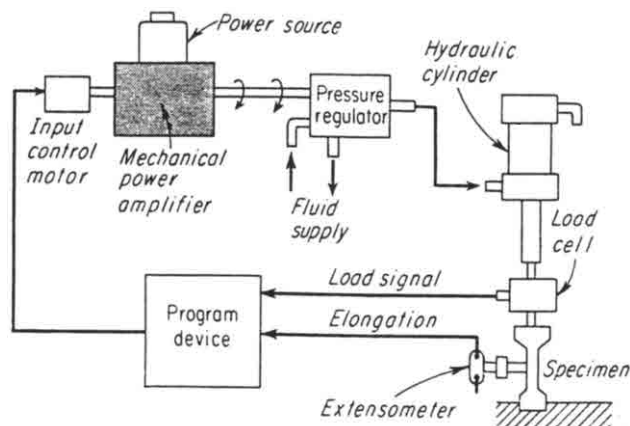 Power source
Hydraulic
cylinder
Pressure
regulator
Input
control
motor
Mechanical
power
amplifier
Fluid
supply
Load
cell
Load signal
Program
device
Elongation
Specimen
Extensometer